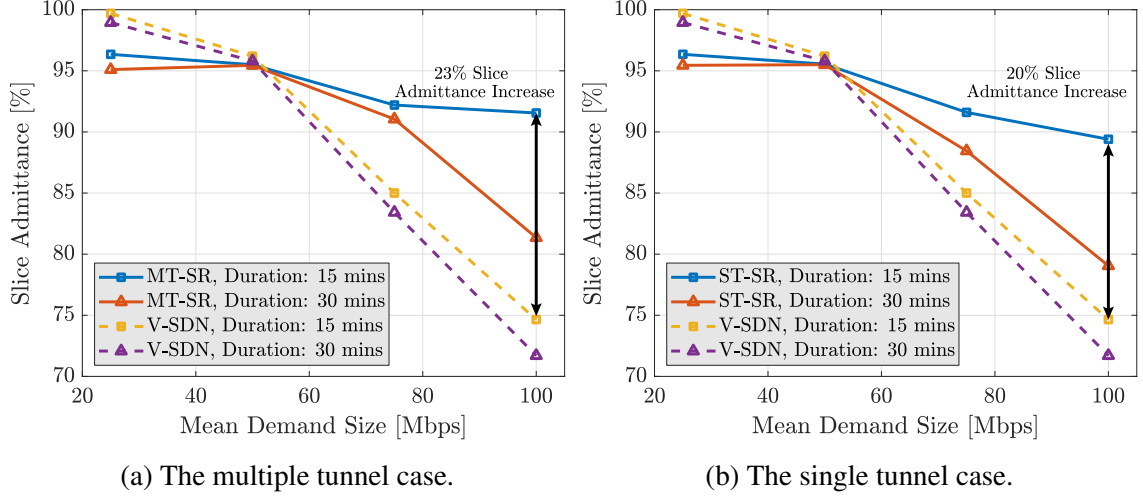 100
95
90
85
80
75
70
20
40
60
80
100
Slice Admittance [%]
Mean Demand Size [Mbps]
23% Slice
Admittance Increase
MT-SR, Duration: 15 mins
MT-SR, Duration: 30 mins
V-SDN, Duration: 15 mins
V-SDN, Duration: 30 mins
(a) The multiple tunnel case.
100
95
90
85
80
75
70
20
40
60
80
100
Slice Admittance [%]
Mean Demand Size [Mbps]
20% Slice
Admittance Increase
ST-SR, Duration: 15 mins
ST-SR, Duration: 30 mins
V-SDN, Duration: 15 mins
V-SDN, Duration: 30 mins
(b) The single tunnel case.